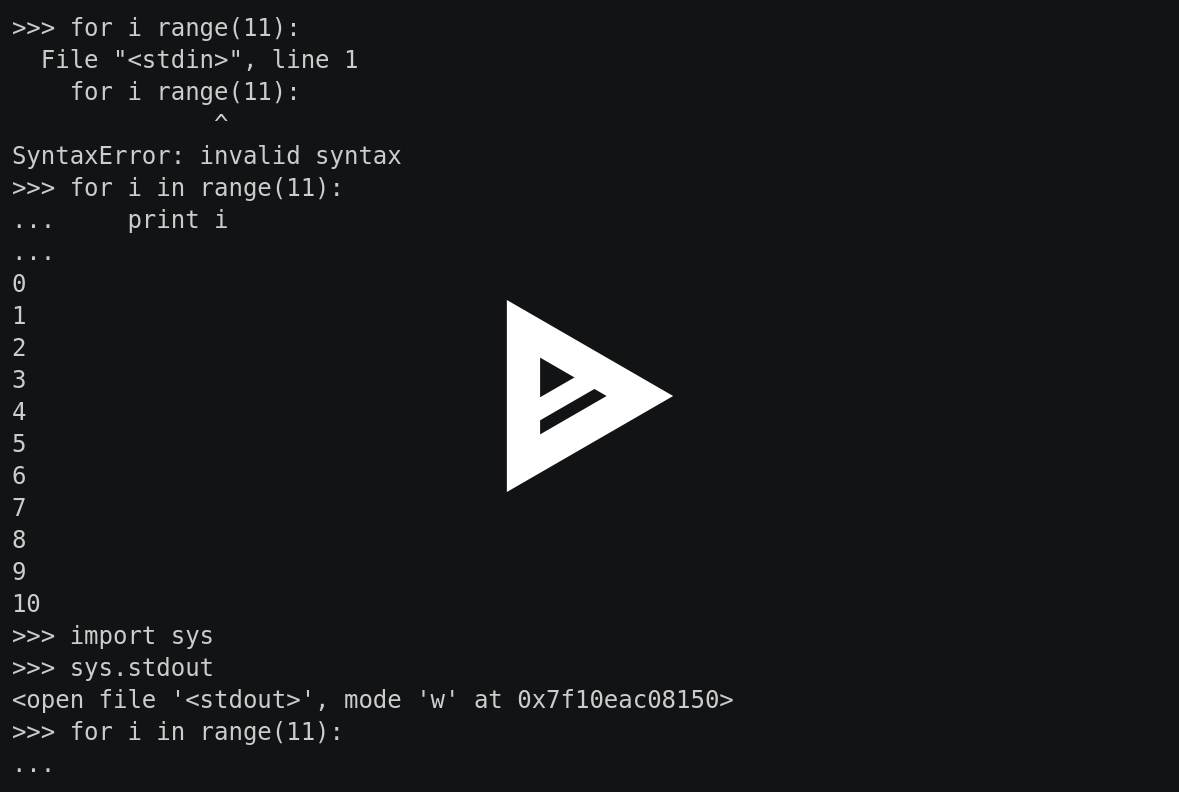 >>> for i range(11):
  File "<stdin>", line 1
    for i range(11):
              ^
SyntaxError: invalid syntax
>>> for i in range(11):
...     print i
...
0
1
2
3
4
5
6
7
8
9
10
>>> import sys
>>> sys.stdout
<open file '<stdout>', mode 'w' at 0x7f10eac08150>
>>> for i in range(11):
...